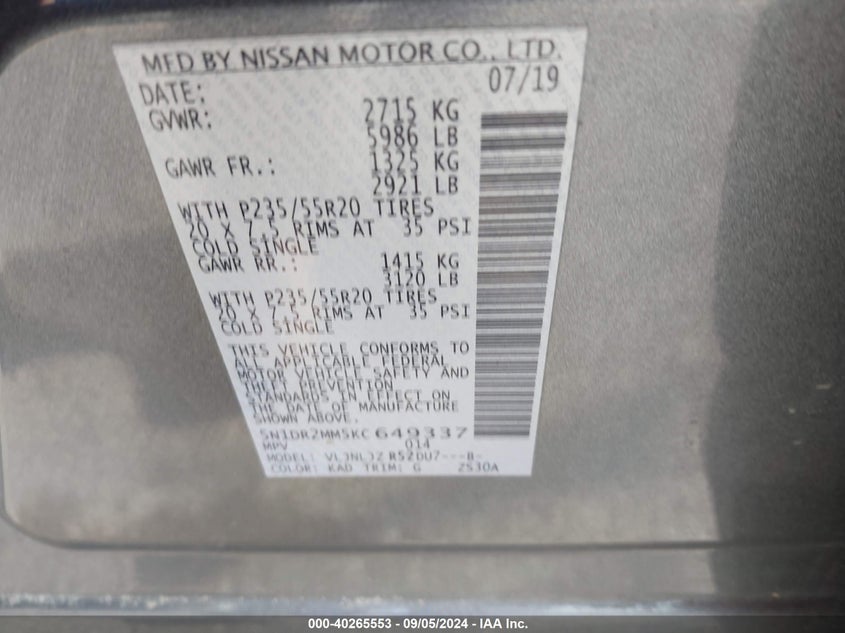 MFD BY NISSAN MOTOR CO., LTD.
DATE: 07/19
GVWR: 2715 KG
5986 LB
GAWR FR.: 1325 KG
2921 LB
WITH P235/55R20 TIRES
20 X 7.5 RIMS AT 35 PSI
COLD SINGLE
GAWR RR.: 1415 KG
3120 LB
WITH P235/55R20 TIRES
20 X 7.5 RIMS AT 35 PSI
COLD SINGLE
THIS VEHICLE CONFORMS TO
ALL APPLICABLE FEDERAL
MOTOR VEHICLE SAFETY AND
THEFT PREVENTION
STANDARDS IN EFFECT ON
THE DATE OF MANUFACTURE
SHOWN ABOVE.
5N1DR2MM5KC649337
MPV 014
MODEL: VLJNLJZ R52DU7---B-
COLOR: KAD TRIM: G 2530A
000-40265553 - 09/05/2024 - IAA Inc.